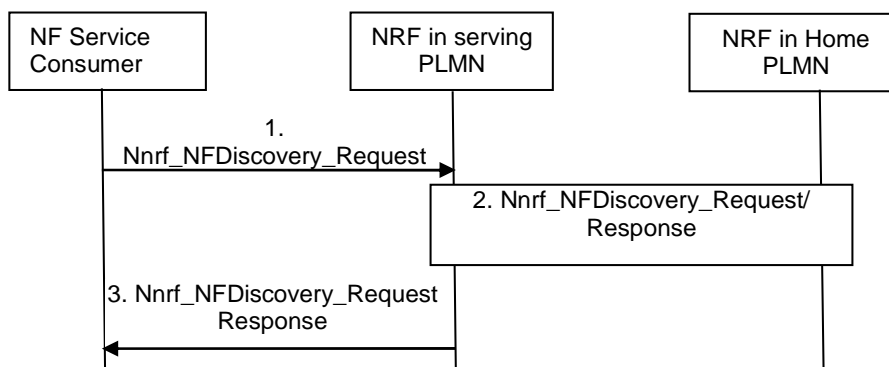 NF Service
Consumer
NRF in serving
PLMN
NRF in Home
PLMN
1.
Nnrf_NFDiscovery_Request
2. Nnrf_NFDiscovery_Request/
Response
3. Nnrf_NFDiscovery_Request
Response